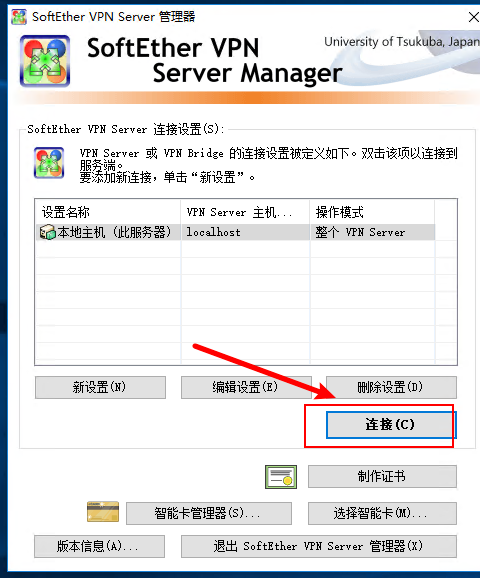 SoftEther VPN Server 管理器
SoftEther VPN
Server Manager
University of Tsukuba, Japan
SoftEther VPN Server 连接设置(S):
VPN Server 或 VPN Bridge 的连接设置被定义如下。双击该项以连接到
服务端。
要添加新连接，单击“新设置”。
设置名称 VPN Server 主机... 操作模式
本地主机 (此服务器) localhost 整个 VPN Server
新设置(N) 编辑设置(E) 删除设置(D)
连接(C)
制作证书
智能卡管理器(S)... 选择智能卡(M)...
版本信息(A)... 退出 SoftEther VPN Server 管理器(X)